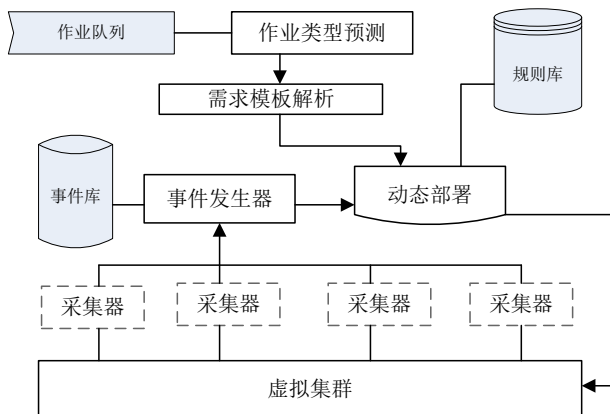 作业队列
作业类型预测
规则库
需求模板解析
事件库
事件发生器
动态部署
采集器
采集器
采集器
采集器
虚拟集群